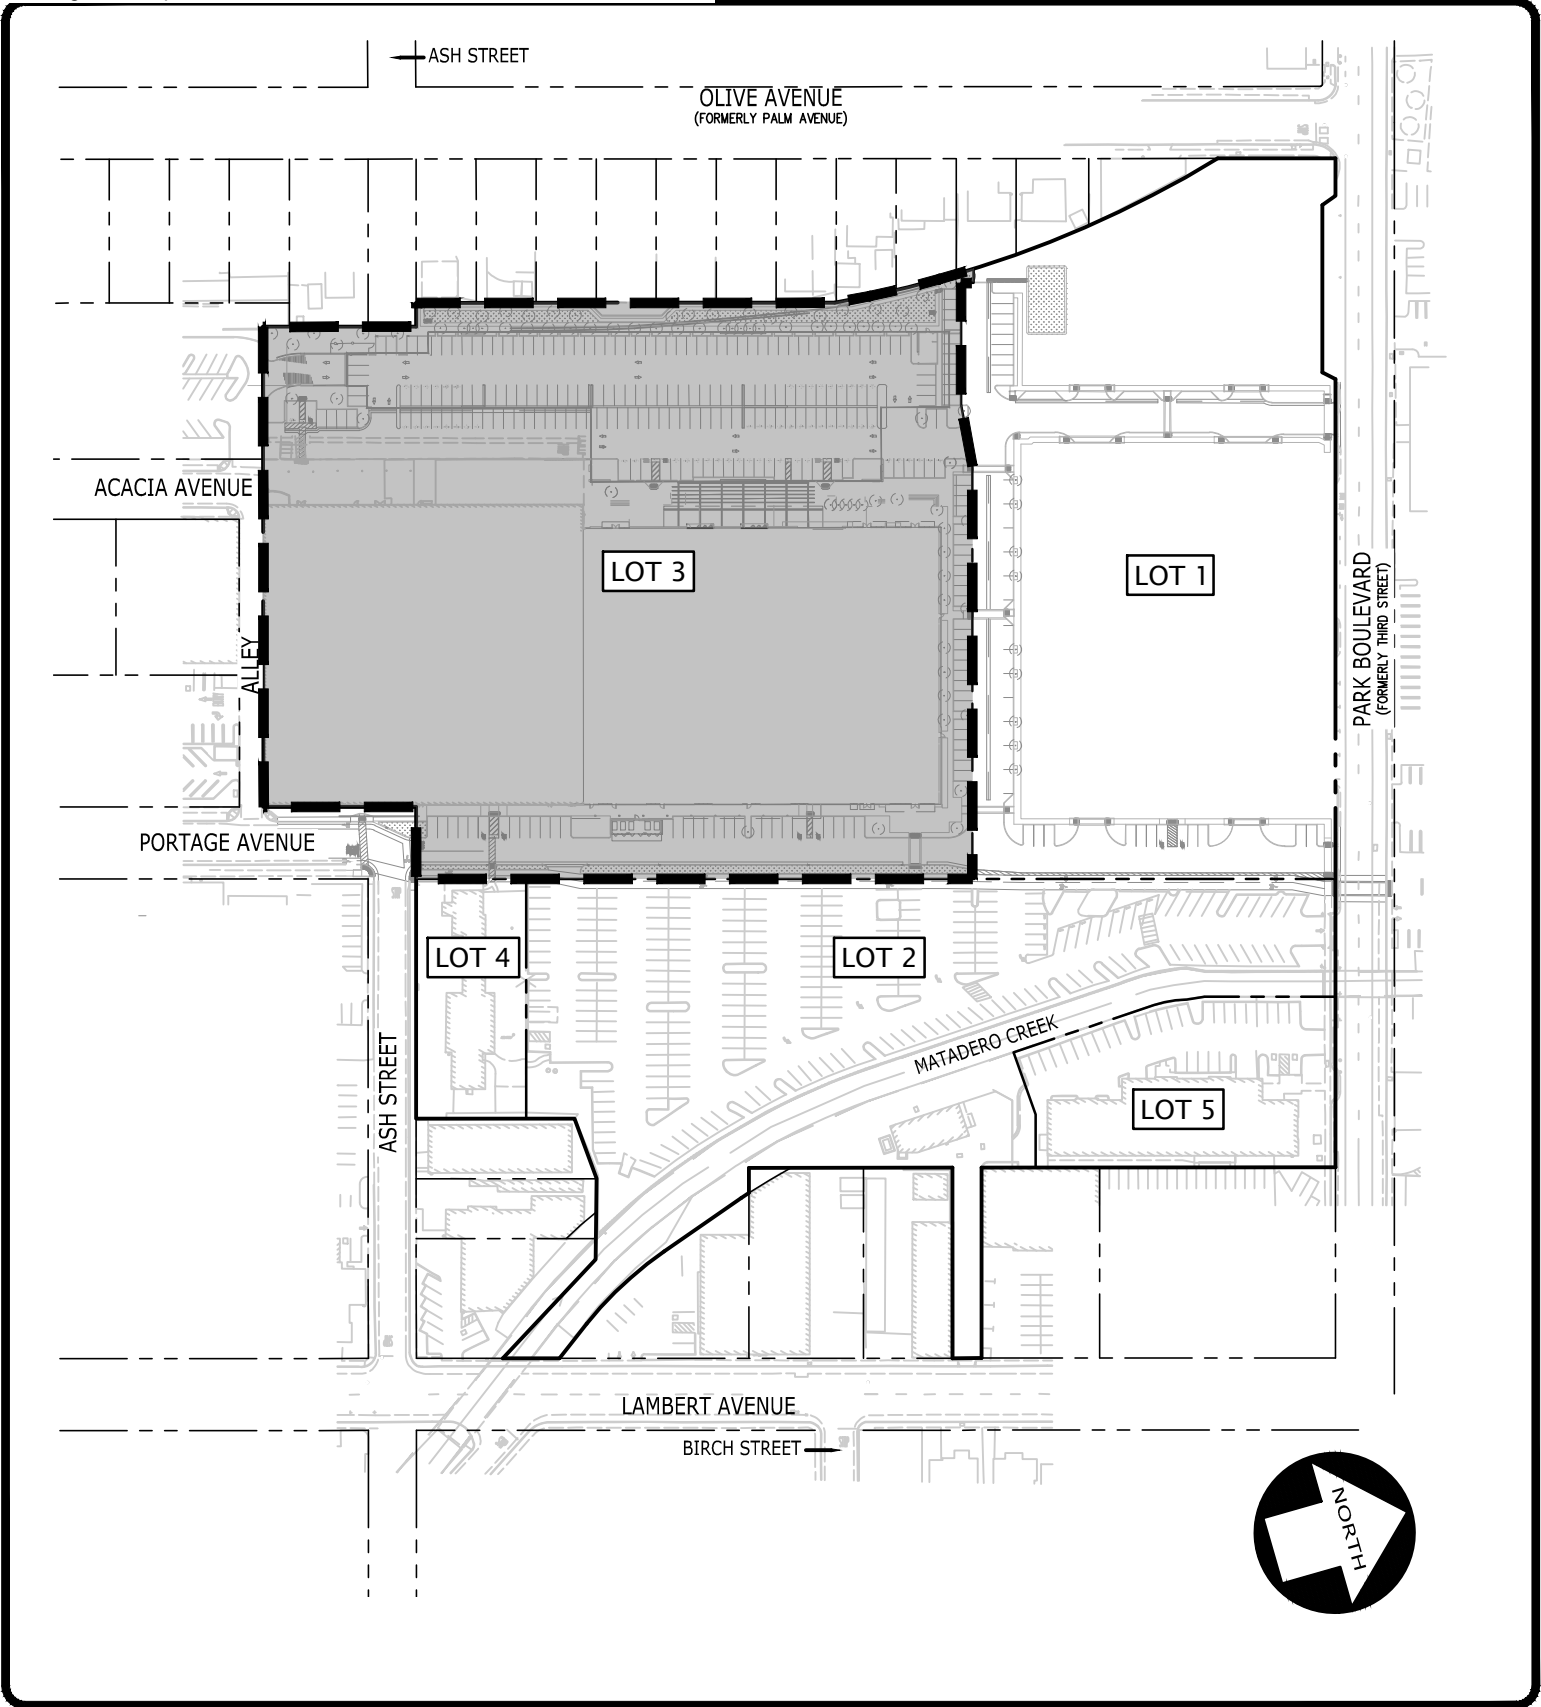 ASH STREET
OLIVE AVENUE
(FORMERLY PALM AVENUE)
ACACIA AVENUE
LOT 3
LOT 1
PARK BOULEVARD
(FORMERLY THIRD STREET)
ALLEY
PORTAGE AVENUE
LOT 4
LOT 2
MATADERO CREEK
ASH STREET
LOT 5
LAMBERT AVENUE
BIRCH STREET
NORTH